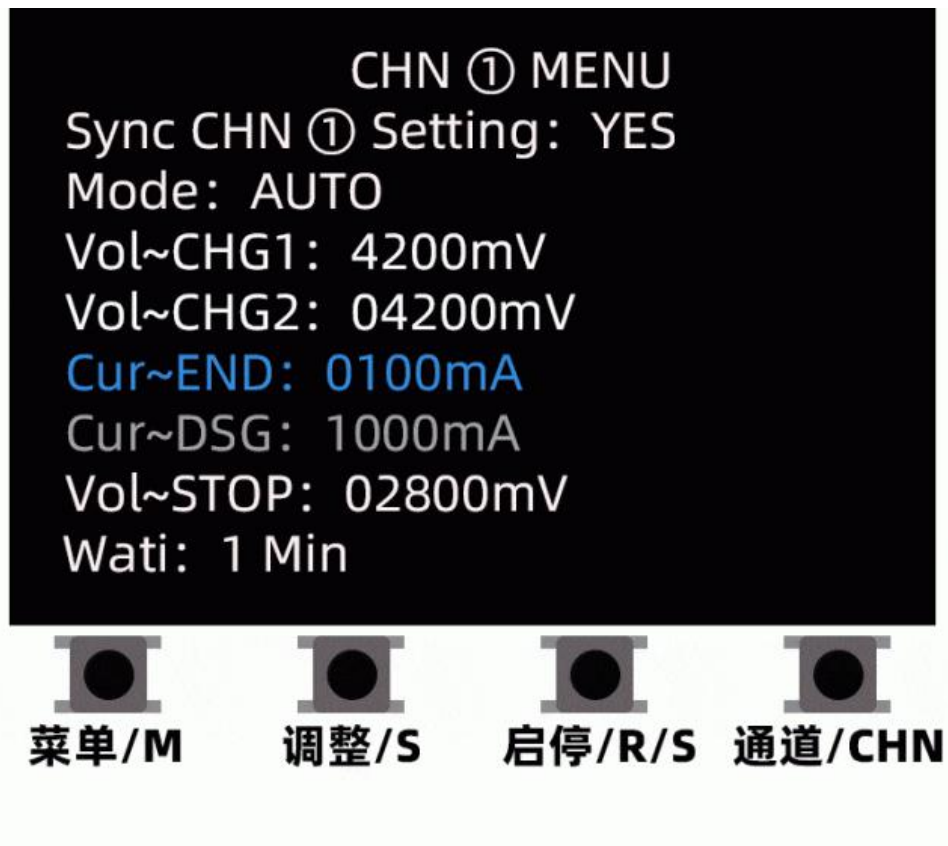 CHN ① MENU
Sync CHN ① Setting： YES
Mode： AUTO
Vol~CHG1： 4200mV
Vol~CHG2： 04200mV
Cur~END： 0100mA
Cur~DSG： 1000mA
Vol~STOP： 02800mV
Wati： 1 Min
菜单/M 调整/S 启停/R/S 通道/CHN